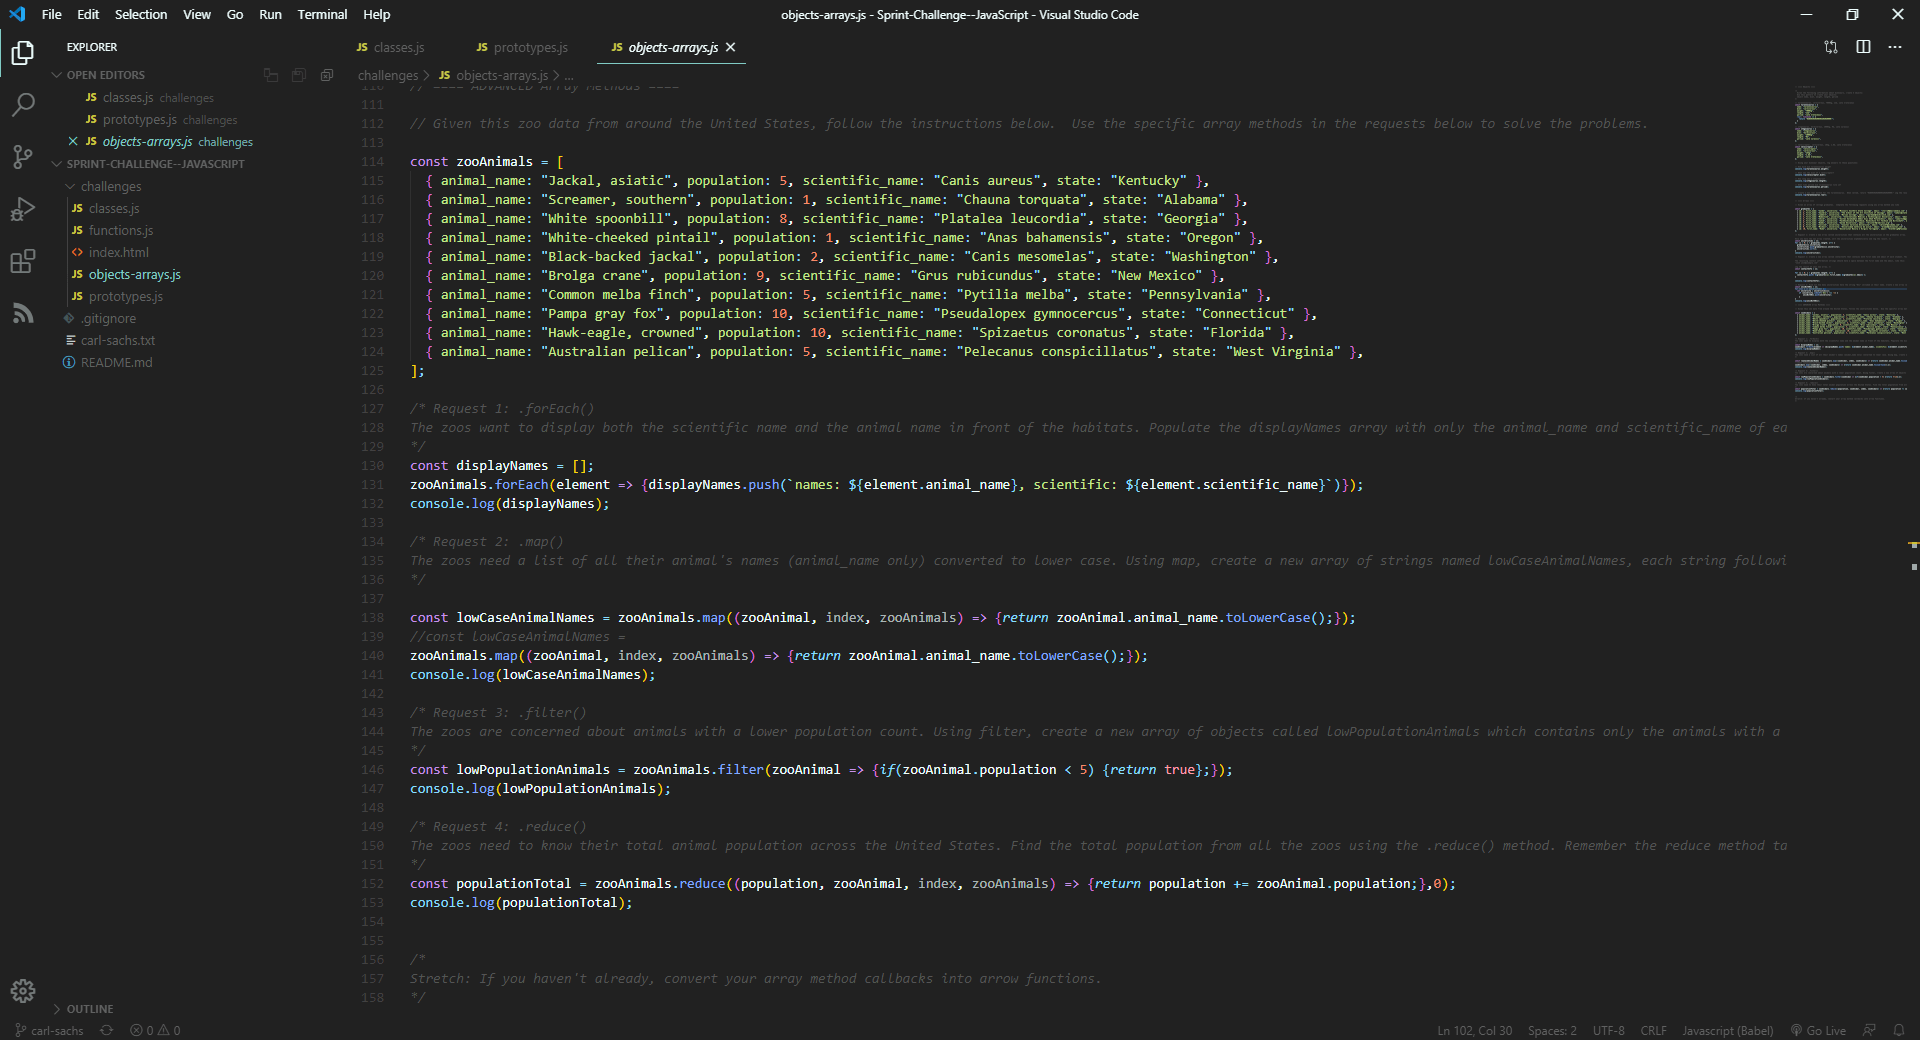 File Edit Selection View Go Run Terminal Help
objects-arrays.js - Sprint-Challenge--JavaScript - Visual Studio Code
EXPLORER
OPEN EDITORS
JS classes.js challenges
JS prototypes.js challenges
JS objects-arrays.js challenges
SPRINT-CHALLENGE--JAVASCRIPT
challenges
JS classes.js
JS functions.js
<> index.html
JS objects-arrays.js
JS prototypes.js
.gitignore
carl-sachs.txt
README.md
OUTLINE
JS classes.js JS prototypes.js JS objects-arrays.js
challenges > JS objects-arrays.js > ...
110 // ==== ADVANCED Array Methods ====
111
112 // Given this zoo data from around the United States, follow the instructions below.  Use the specific array methods in the requests below to solve the problems.
113
114 const zooAnimals = [
115   { animal_name: "Jackal, asiatic", population: 5, scientific_name: "Canis aureus", state: "Kentucky" },
116   { animal_name: "Screamer, southern", population: 1, scientific_name: "Chauna torquata", state: "Alabama" },
117   { animal_name: "White spoonbill", population: 8, scientific_name: "Platalea leucordia", state: "Georgia" },
118   { animal_name: "White-cheeked pintail", population: 1, scientific_name: "Anas bahamensis", state: "Oregon" },
119   { animal_name: "Black-backed jackal", population: 2, scientific_name: "Canis mesomelas", state: "Washington" },
120   { animal_name: "Brolga crane", population: 9, scientific_name: "Grus rubicundus", state: "New Mexico" },
121   { animal_name: "Common melba finch", population: 5, scientific_name: "Pytilia melba", state: "Pennsylvania" },
122   { animal_name: "Pampa gray fox", population: 10, scientific_name: "Pseudalopex gymnocercus", state: "Connecticut" },
123   { animal_name: "Hawk-eagle, crowned", population: 10, scientific_name: "Spizaetus coronatus", state: "Florida" },
124   { animal_name: "Australian pelican", population: 5, scientific_name: "Pelecanus conspicillatus", state: "West Virginia" },
125 ];
126
127 /* Request 1: .forEach()
128 The zoos want to display both the scientific name and the animal name in front of the habitats. Populate the displayNames array with only the animal_name and scientific_name of ea
129 */
130 const displayNames = [];
131 zooAnimals.forEach(element => {displayNames.push(`names: ${element.animal_name}, scientific: ${element.scientific_name}`)});
132 console.log(displayNames);
133
134 /* Request 2: .map()
135 The zoos need a list of all their animal's names (animal_name only) converted to lower case. Using map, create a new array of strings named lowCaseAnimalNames, each string followi
136 */
137
138 const lowCaseAnimalNames = zooAnimals.map((zooAnimal, index, zooAnimals) => {return zooAnimal.animal_name.toLowerCase();});
139 //const lowCaseAnimalNames =
140 zooAnimals.map((zooAnimal, index, zooAnimals) => {return zooAnimal.animal_name.toLowerCase();});
141 console.log(lowCaseAnimalNames);
142
143 /* Request 3: .filter()
144 The zoos are concerned about animals with a lower population count. Using filter, create a new array of objects called lowPopulationAnimals which contains only the animals with a
145 */
146 const lowPopulationAnimals = zooAnimals.filter(zooAnimal => {if(zooAnimal.population < 5) {return true};});
147 console.log(lowPopulationAnimals);
148
149 /* Request 4: .reduce()
150 The zoos need to know their total animal population across the United States. Find the total population from all the zoos using the .reduce() method. Remember the reduce method ta
151 */
152 const populationTotal = zooAnimals.reduce((population, zooAnimal, index, zooAnimals) => {return population += zooAnimal.population;},0);
153 console.log(populationTotal);
154
155
156 /*
157 Stretch: If you haven't already, convert your array method callbacks into arrow functions.
158 */
carl-sachs 0 0 Ln 102, Col 30 Spaces: 2 UTF-8 CRLF Javascript (Babel) Go Live